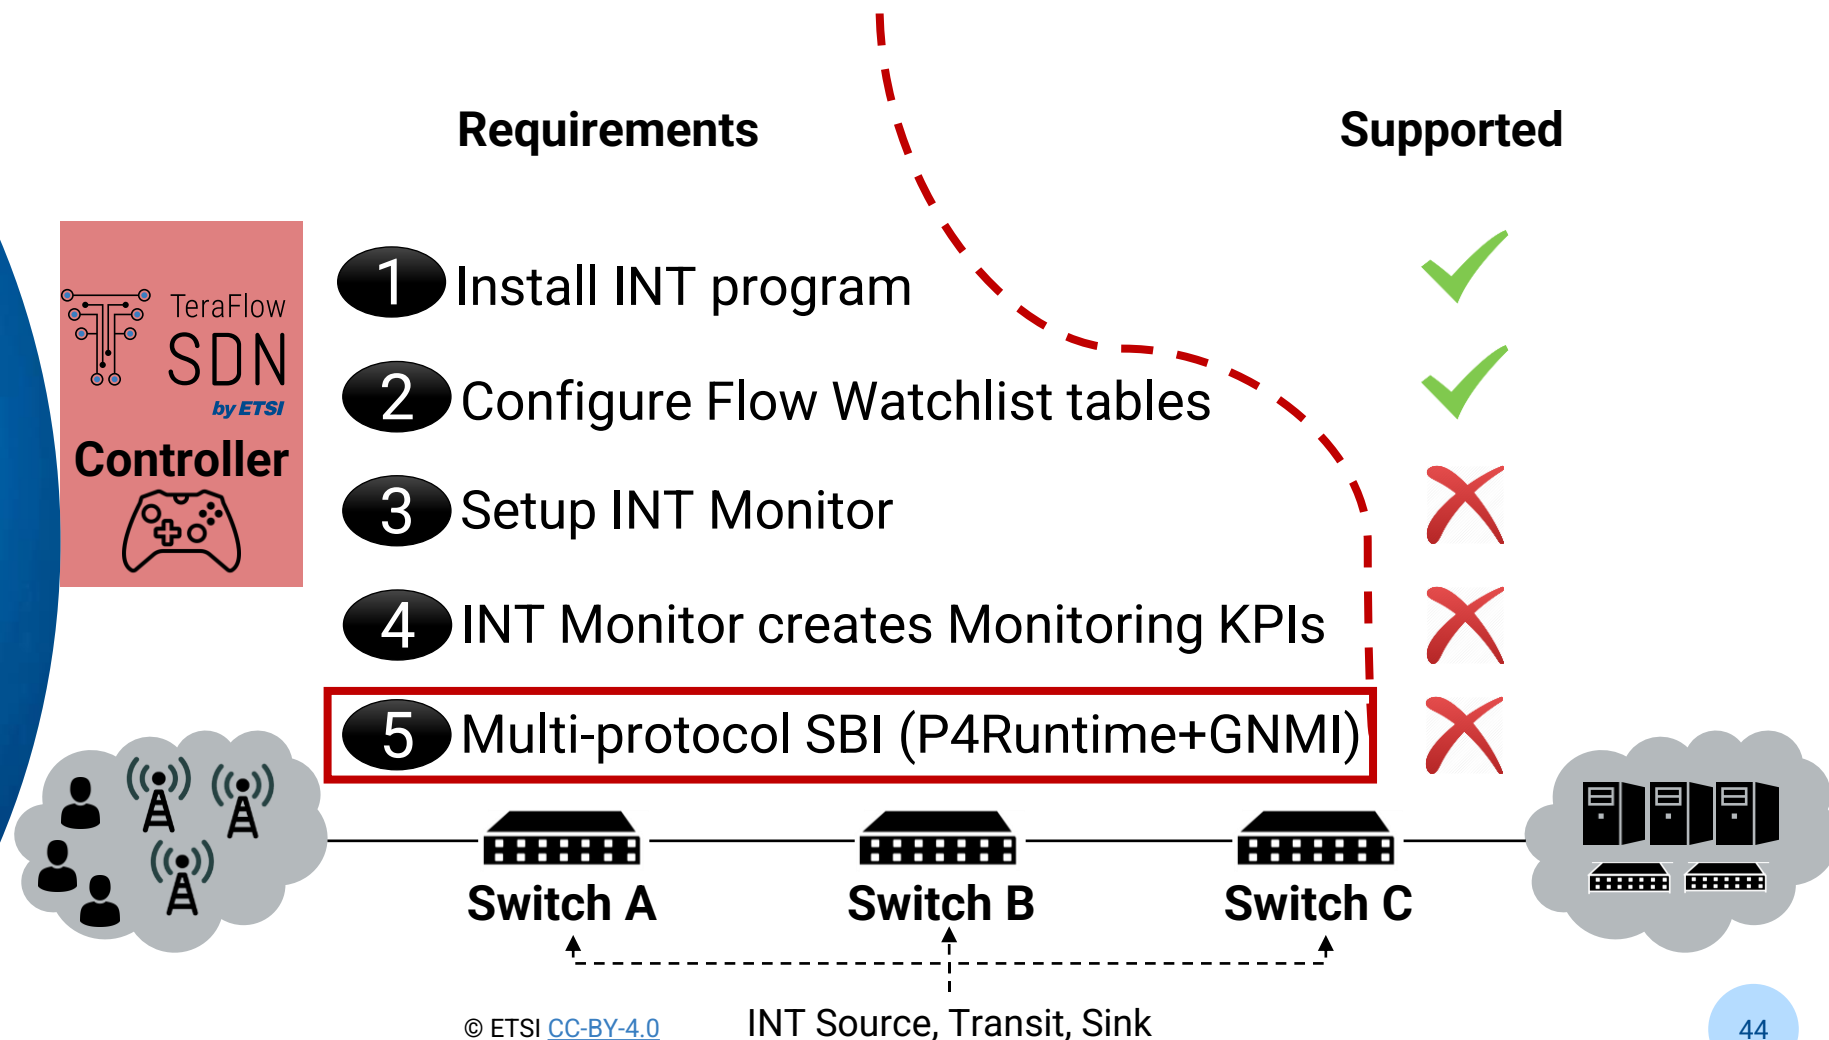 Requirements
Supported
TeraFlow
SDN
by ETSI
Controller
1 Install INT program
2 Configure Flow Watchlist tables
3 Setup INT Monitor
4 INT Monitor creates Monitoring KPIs
5 Multi-protocol SBI (P4Runtime+GNMI)
Switch A
Switch B
Switch C
INT Source, Transit, Sink
© ETSI CC-BY-4.0
44